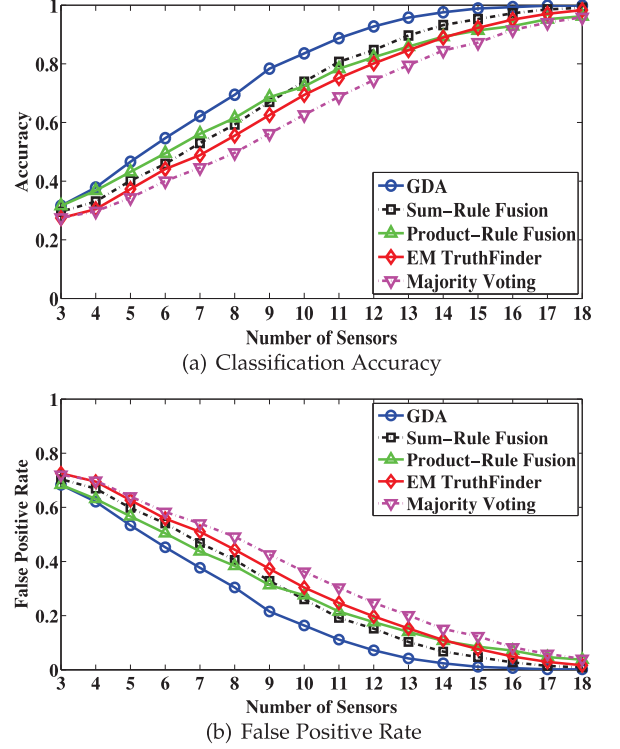 1
0.8
0.6
0.4
0.2
0
Accuracy
GDA
Sum-Rule Fusion
Product-Rule Fusion
EM TruthFinder
Majority Voting
3 4 5 6 7 8 9 10 11 12 13 14 15 16 17 18
Number of Sensors
(a) Classification Accuracy
1
0.8
0.6
0.4
0.2
0
False Positive Rate
GDA
Sum-Rule Fusion
Product-Rule Fusion
EM TruthFinder
Majority Voting
3 4 5 6 7 8 9 10 11 12 13 14 15 16 17 18
Number of Sensors
(b) False Positive Rate